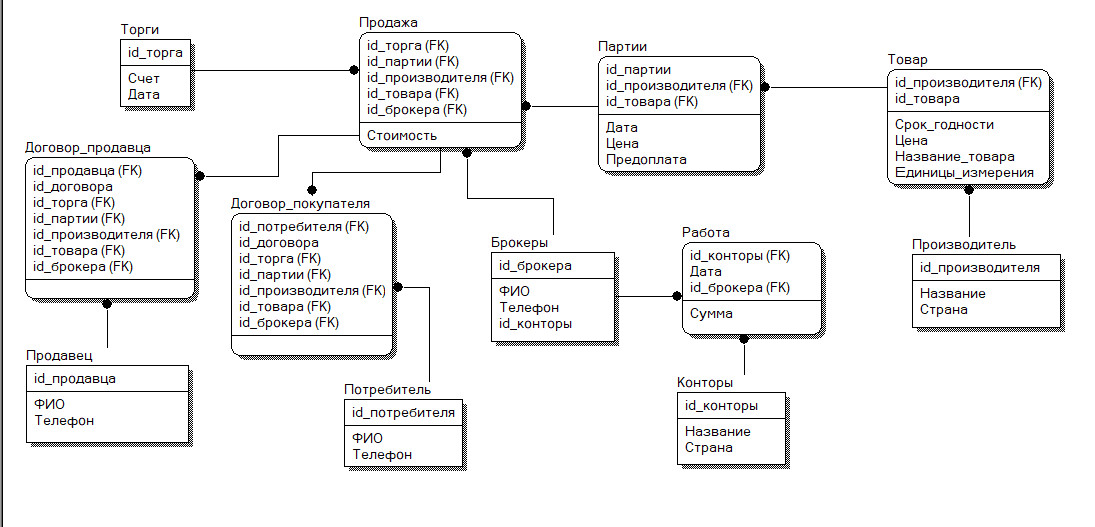 Торги
id_торга
Счет
Дата
Продажа
id_торга (FK)
id_партии (FK)
id_производителя (FK)
id_товара (FK)
id_брокера (FK)
Стоимость
Партии
id_партии
id_производителя (FK)
id_товара (FK)
Дата
Цена
Предоплата
Товар
id_производителя (FK)
id_товара
Срок_годности
Цена
Название_товара
Единицы_измерения
Договор_продавца
id_продавца (FK)
id_договора
id_торга (FK)
id_партии (FK)
id_производителя (FK)
id_товара (FK)
id_брокера (FK)
Договор_покупателя
id_потребителя (FK)
id_договора
id_торга (FK)
id_партии (FK)
id_производителя (FK)
id_товара (FK)
id_брокера (FK)
Брокеры
id_брокера
ФИО
Телефон
id_конторы
Работа
id_конторы (FK)
Дата
id_брокера (FK)
Сумма
Производитель
id_производителя
Название
Страна
Продавец
id_продавца
ФИО
Телефон
Потребитель
id_потребителя
ФИО
Телефон
Конторы
id_конторы
Название
Страна